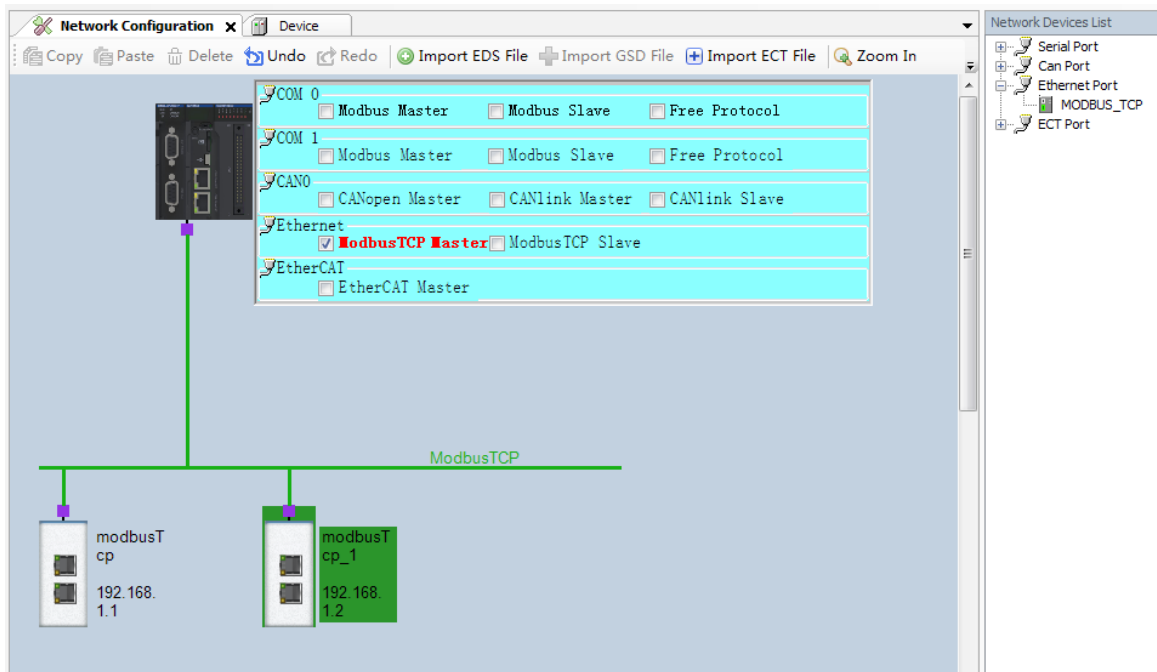 Network Configuration x Device
Network Devices List
Copy Paste Delete Undo Redo Import EDS File Import GSD File Import ECT File Zoom In
Serial Port
Can Port
Ethernet Port
MODBUS_TCP
ECT Port
COM 0
Modbus Master Modbus Slave Free Protocol
COM 1
Modbus Master Modbus Slave Free Protocol
CAN0
CANopen Master CANlink Master CANlink Slave
Ethernet
ModbusTCP Master ModbusTCP Slave
EtherCAT
EtherCAT Master
ModbusTCP
modbusT
cp
192.168.
1.1
modbusT
cp_1
192.168.
1.2